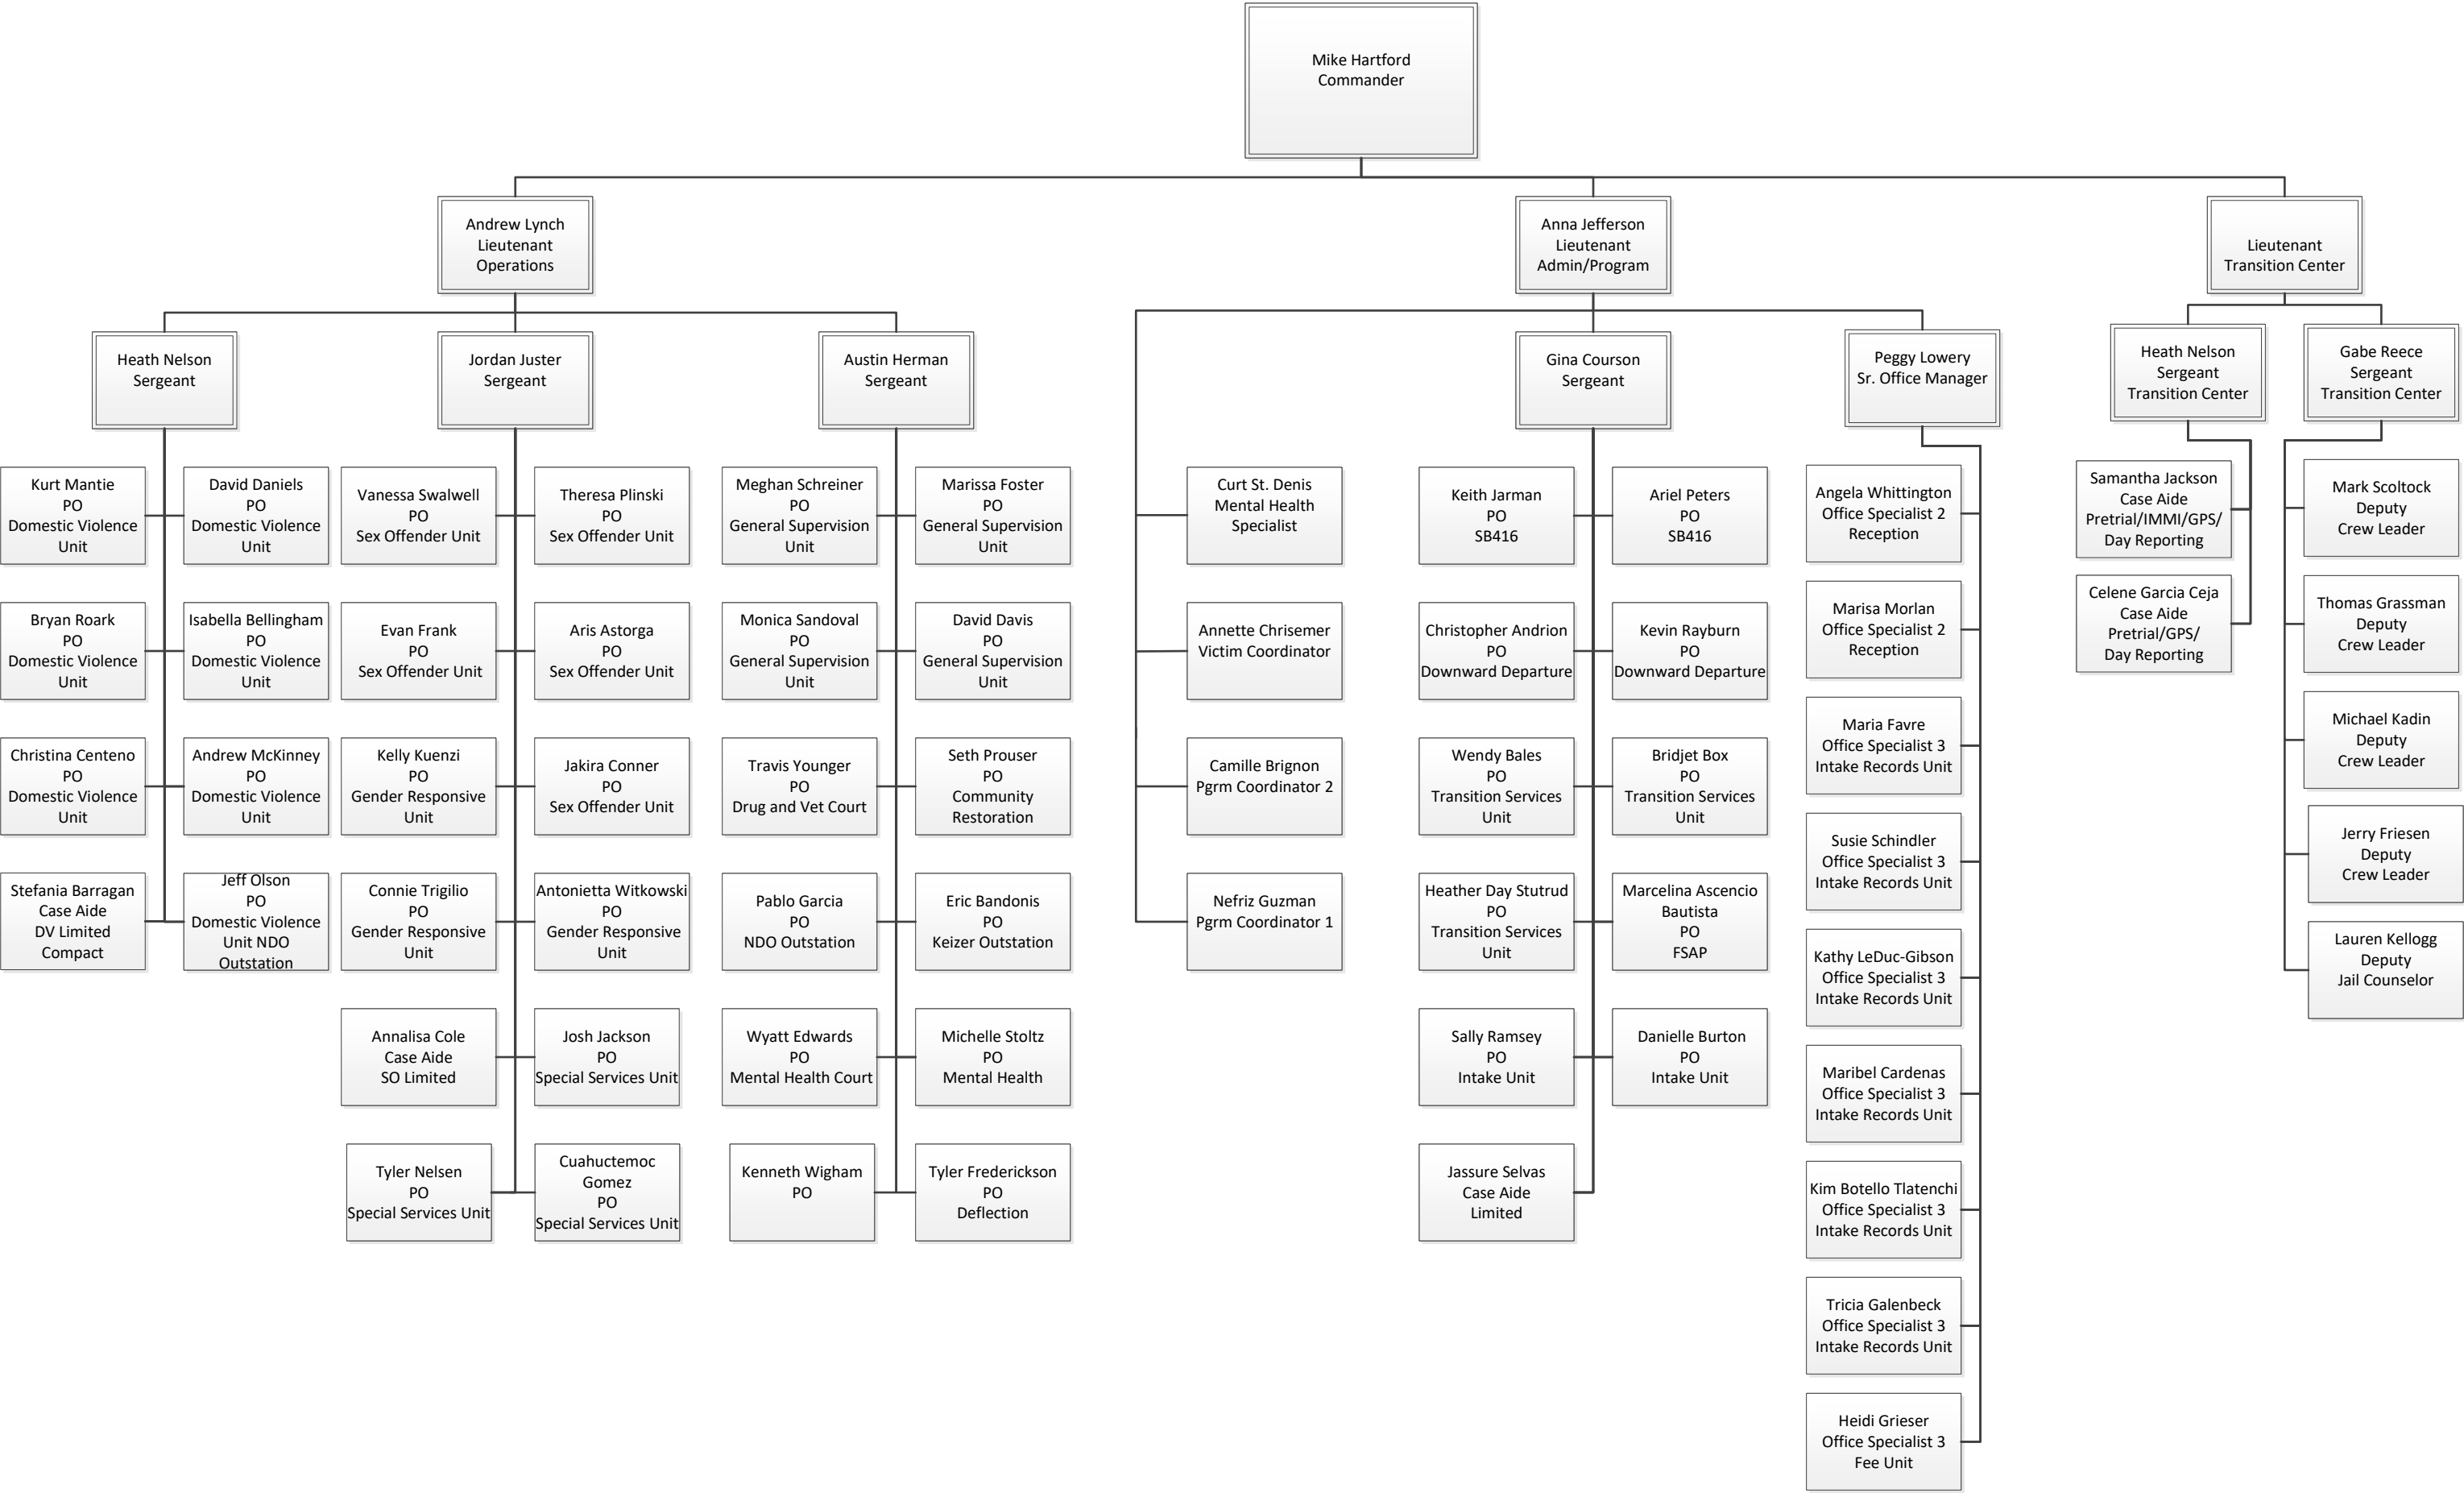 Mike Hartford
Commander
Andrew Lynch
Lieutenant
Operations
Anna Jefferson
Lieutenant
Admin/Program
Lieutenant
Transition Center
Heath Nelson
Sergeant
Jordan Juster
Sergeant
Austin Herman
Sergeant
Gina Courson
Sergeant
Peggy Lowery
Sr. Office Manager
Heath Nelson
Sergeant
Transition Center
Gabe Reece
Sergeant
Transition Center
Kurt Mantie
PO
Domestic Violence
Unit
David Daniels
PO
Domestic Violence
Unit
Bryan Roark
PO
Domestic Violence
Unit
Isabella Bellingham
PO
Domestic Violence
Unit
Christina Centeno
PO
Domestic Violence
Unit
Andrew McKinney
PO
Domestic Violence
Unit
Stefania Barragan
Case Aide
DV Limited
Compact
Jeff Olson
PO
Domestic Violence
Unit NDO
Outstation
Vanessa Swalwell
PO
Sex Offender Unit
Theresa Plinski
PO
Sex Offender Unit
Evan Frank
PO
Sex Offender Unit
Aris Astorga
PO
Sex Offender Unit
Kelly Kuenzi
PO
Gender Responsive
Unit
Jakira Conner
PO
Sex Offender Unit
Connie Trigilio
PO
Gender Responsive
Unit
Antonietta Witkowski
PO
Gender Responsive
Unit
Annalisa Cole
Case Aide
SO Limited
Josh Jackson
PO
Special Services Unit
Tyler Nelsen
PO
Special Services Unit
Cuahuctemoc
Gomez
PO
Special Services Unit
Meghan Schreiner
PO
General Supervision
Unit
Marissa Foster
PO
General Supervision
Unit
Monica Sandoval
PO
General Supervision
Unit
David Davis
PO
General Supervision
Unit
Travis Younger
PO
Drug and Vet Court
Seth Prouser
PO
Community
Restoration
Pablo Garcia
PO
NDO Outstation
Eric Bandonis
PO
Keizer Outstation
Wyatt Edwards
PO
Mental Health Court
Michelle Stoltz
PO
Mental Health
Kenneth Wigham
PO
Tyler Frederickson
PO
Deflection
Curt St. Denis
Mental Health
Specialist
Annette Chrisemer
Victim Coordinator
Camille Brignon
Pgrm Coordinator 2
Nefriz Guzman
Pgrm Coordinator 1
Keith Jarman
PO
SB416
Ariel Peters
PO
SB416
Christopher Andrion
PO
Downward Departure
Kevin Rayburn
PO
Downward Departure
Wendy Bales
PO
Transition Services
Unit
Bridjet Box
PO
Transition Services
Unit
Heather Day Stutrud
PO
Transition Services
Unit
Marcelina Ascencio
Bautista
PO
FSAP
Sally Ramsey
PO
Intake Unit
Danielle Burton
PO
Intake Unit
Jassure Selvas
Case Aide
Limited
Angela Whittington
Office Specialist 2
Reception
Marisa Morlan
Office Specialist 2
Reception
Maria Favre
Office Specialist 3
Intake Records Unit
Susie Schindler
Office Specialist 3
Intake Records Unit
Kathy LeDuc-Gibson
Office Specialist 3
Intake Records Unit
Maribel Cardenas
Office Specialist 3
Intake Records Unit
Kim Botello Tlatenchi
Office Specialist 3
Intake Records Unit
Tricia Galenbeck
Office Specialist 3
Intake Records Unit
Heidi Grieser
Office Specialist 3
Fee Unit
Samantha Jackson
Case Aide
Pretrial/IMMI/GPS/
Day Reporting
Celene Garcia Ceja
Case Aide
Pretrial/GPS/
Day Reporting
Mark Scoltock
Deputy
Crew Leader
Thomas Grassman
Deputy
Crew Leader
Michael Kadin
Deputy
Crew Leader
Jerry Friesen
Deputy
Crew Leader
Lauren Kellogg
Deputy
Jail Counselor